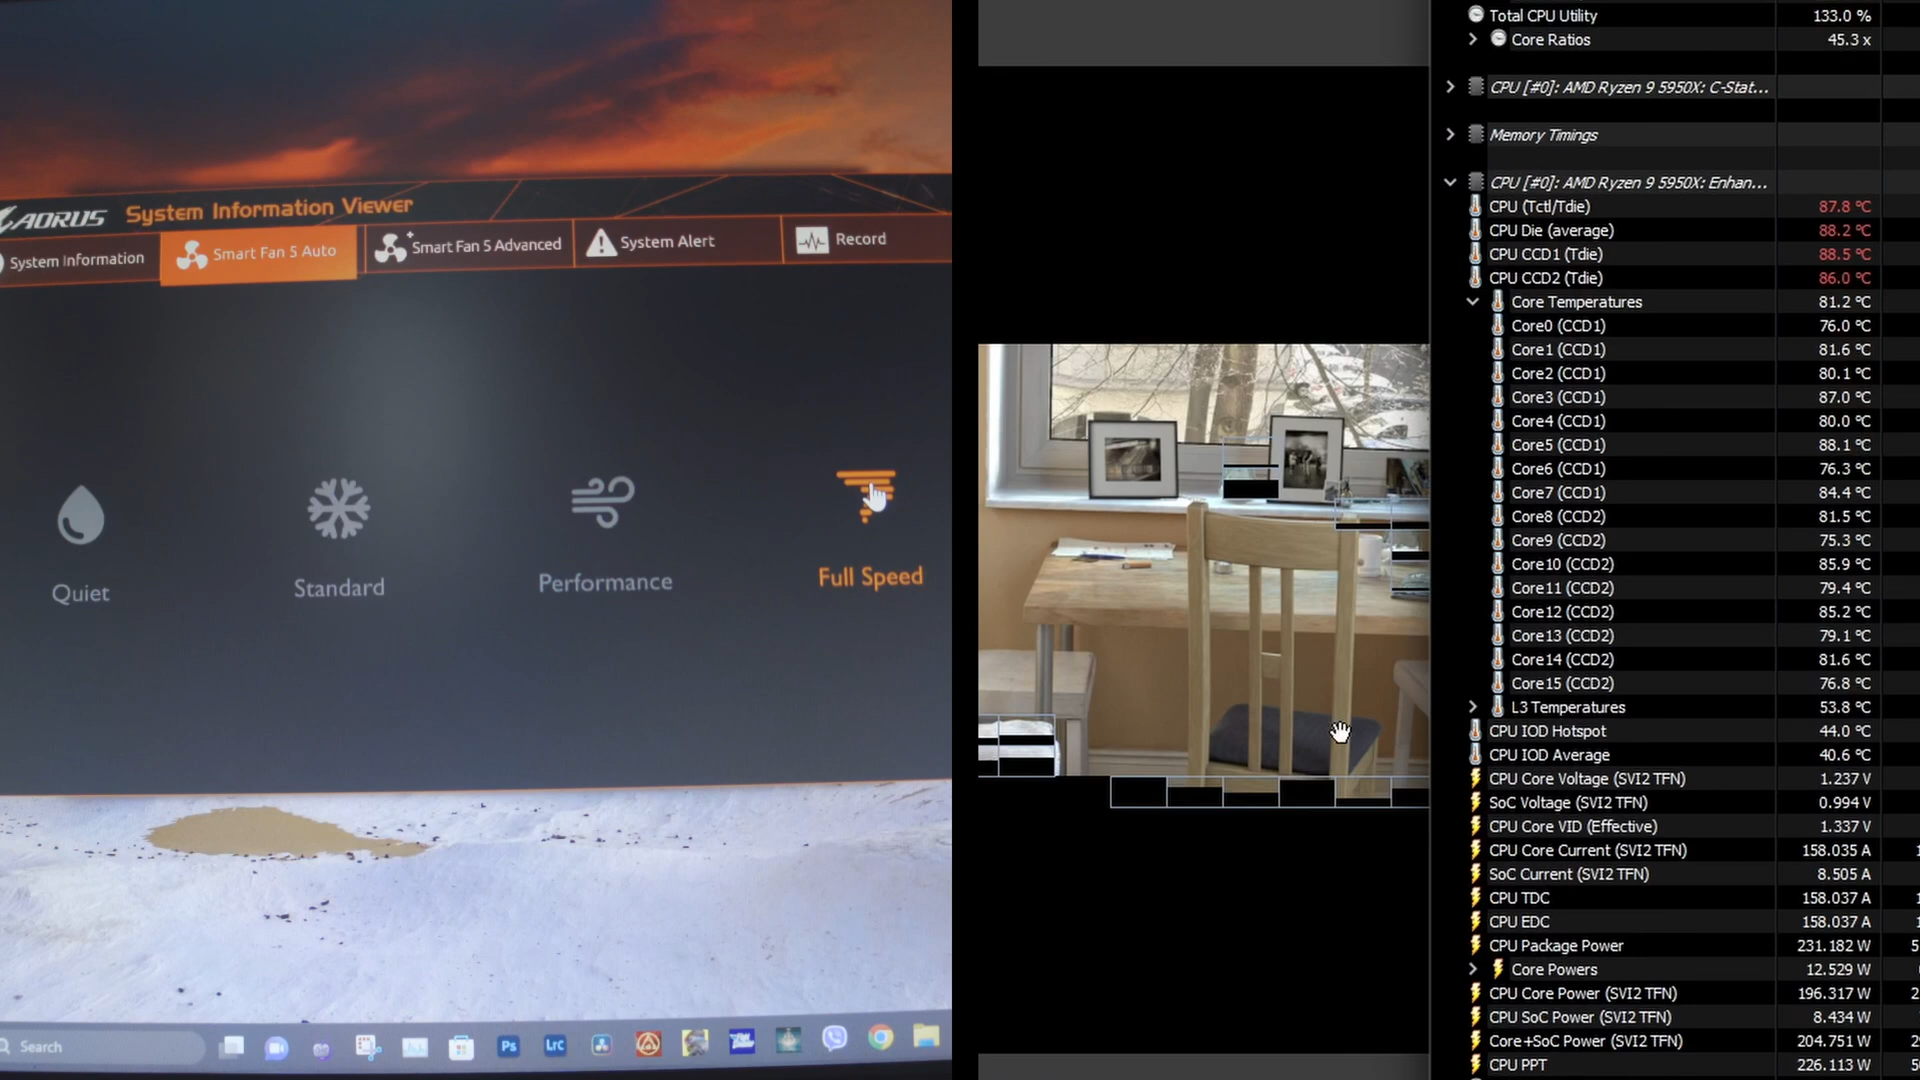 AORUS System Information Viewer
System Information
Smart Fan 5 Auto
Smart Fan 5 Advanced
System Alert
Record
Quiet
Standard
Performance
Full Speed
Search
Ps
LrC
Total CPU Utility 133.0 %
Core Ratios 45.3 x
CPU [#0]: AMD Ryzen 9 5950X: C-Stat...
Memory Timings
CPU [#0]: AMD Ryzen 9 5950X: Enhan...
CPU (Tctl/Tdie) 87.8 °C
CPU Die (average) 88.2 °C
CPU CCD1 (Tdie) 88.5 °C
CPU CCD2 (Tdie) 86.0 °C
Core Temperatures 81.2 °C
Core0 (CCD1) 76.0 °C
Core1 (CCD1) 81.6 °C
Core2 (CCD1) 80.1 °C
Core3 (CCD1) 87.0 °C
Core4 (CCD1) 80.0 °C
Core5 (CCD1) 88.1 °C
Core6 (CCD1) 76.3 °C
Core7 (CCD1) 84.4 °C
Core8 (CCD2) 81.5 °C
Core9 (CCD2) 75.3 °C
Core10 (CCD2) 85.9 °C
Core11 (CCD2) 79.4 °C
Core12 (CCD2) 85.2 °C
Core13 (CCD2) 79.1 °C
Core14 (CCD2) 81.6 °C
Core15 (CCD2) 76.8 °C
L3 Temperatures 53.8 °C
CPU IOD Hotspot 44.0 °C
CPU IOD Average 40.6 °C
CPU Core Voltage (SVI2 TFN) 1.237 V
SoC Voltage (SVI2 TFN) 0.994 V
CPU Core VID (Effective) 1.337 V
CPU Core Current (SVI2 TFN) 158.035 A
SoC Current (SVI2 TFN) 8.505 A
CPU TDC 158.037 A
CPU EDC 158.037 A
CPU Package Power 231.182 W
Core Powers 12.529 W
CPU Core Power (SVI2 TFN) 196.317 W
CPU SoC Power (SVI2 TFN) 8.434 W
Core+SoC Power (SVI2 TFN) 204.751 W
CPU PPT 226.113 W